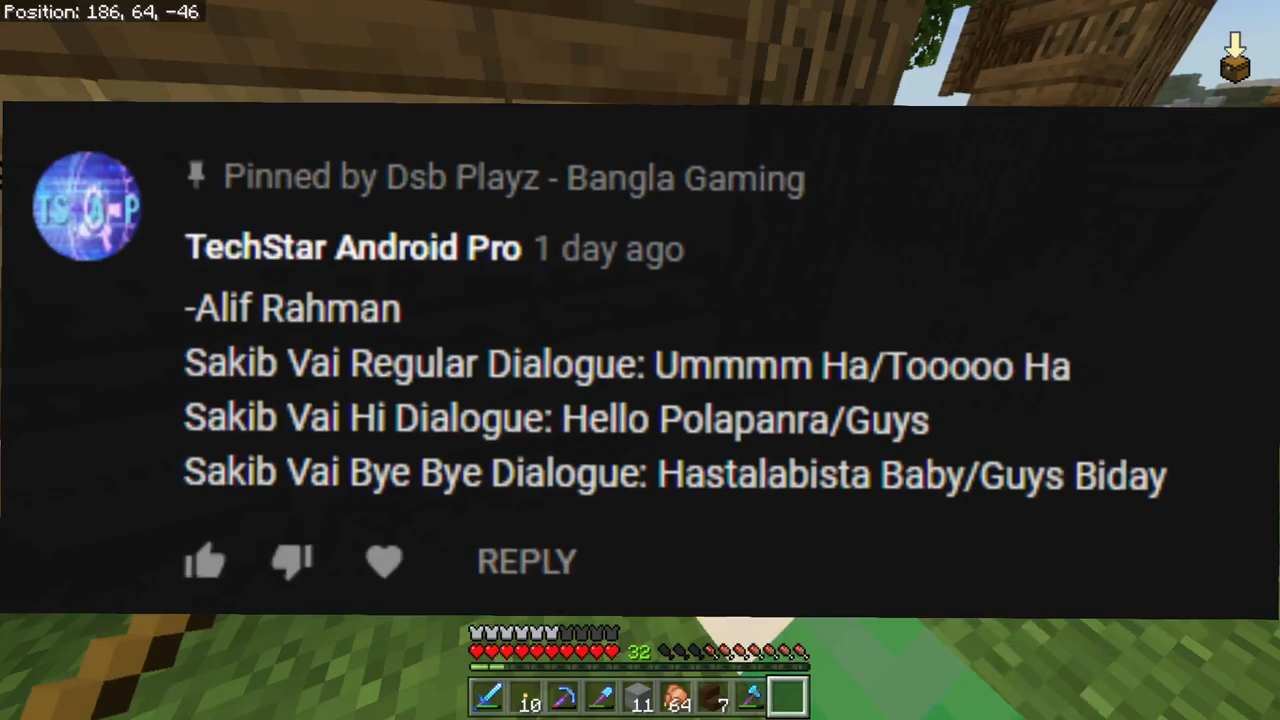 Position: 186, 64, -46
Pinned by Dsb Playz - Bangla Gaming
TechStar Android Pro 1 day ago
-Alif Rahman
Sakib Vai Regular Dialogue: Ummmm Ha/Tooooo Ha
Sakib Vai Hi Dialogue: Hello Polapanra/Guys
Sakib Vai Bye Bye Dialogue: Hastalabista Baby/Guys Biday
REPLY
32
10 11 64 7